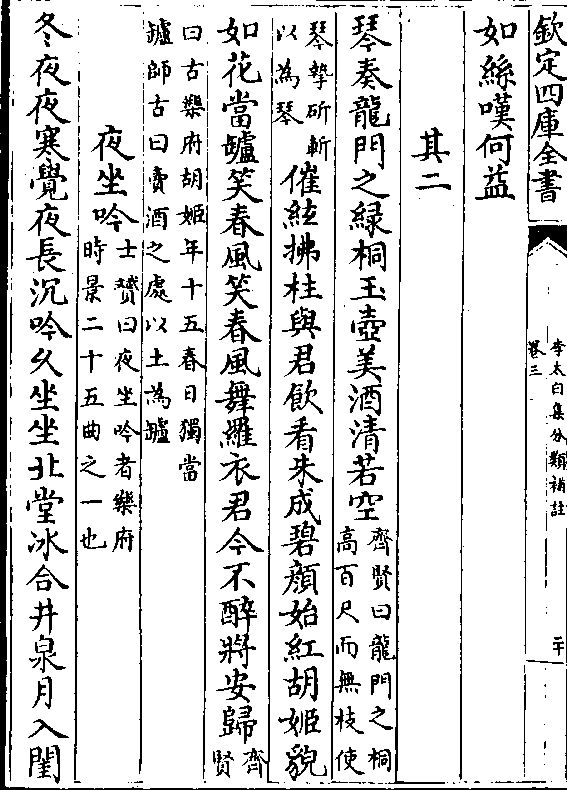 欽定四庫全書
李太白集分類補註
卷三
二十
如絲嘆何益
其二
琴奏龍門之緑桐玉壺美酒清若空齊賢曰龍門之桐
高百尺而無枝使
琴摯斫斬
以為琴催絃拂柱與君飲看朱成碧顔始紅胡姬貌
如花當罏笑春風笑春風舞羅衣君今不醉將安歸齊
賢
曰古樂府胡姬年十五春日獨當
罏師古曰賣酒之處以土為罏
夜坐吟士贇曰夜坐吟者樂府
時景二十五曲之一也
冬夜夜寒覺夜長沉吟久坐坐北堂冰合井泉月入閨